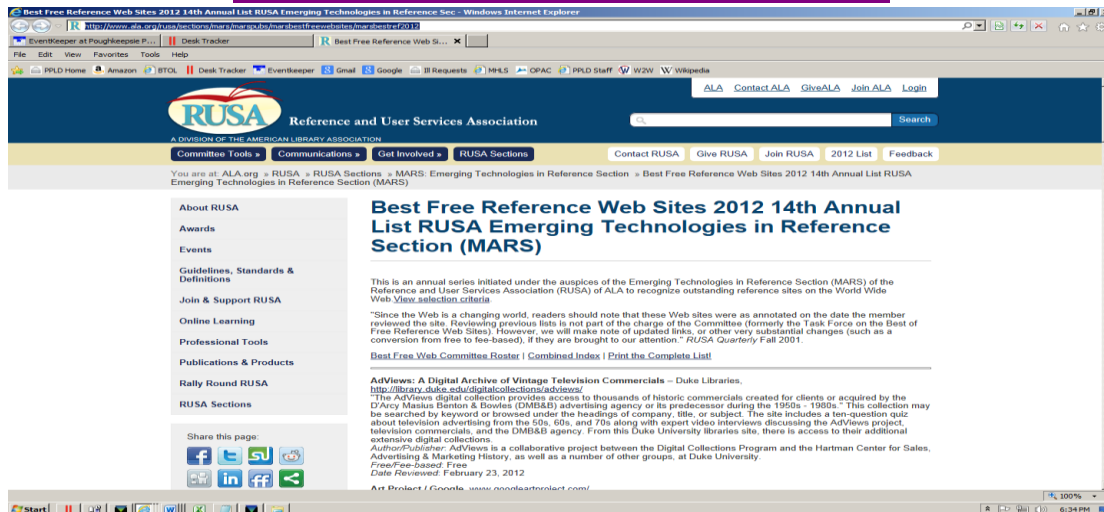 Best Free Reference Web Sites 2012 14th Annual List RUSA Emerging Technologies in Reference Sec - Windows Internet Explorer
http://www.ala.org/rusa/sections/mars/marspubs/marsbestfreewebsites/marsbestref2012
EventKeeper at Poughkeepsie P... Desk Tracker Best Free Reference Web Si...
File Edit View Favorites Tools Help
PPLD Home Amazon BTOL Desk Tracker Eventkeeper Gmail Google Ill Requests MHLS OPAC PPLD Staff W2W Wikipedia
ALA Contact ALA GiveALA Join ALA Login
RUSA Reference and User Services Association Search
A DIVISION OF THE AMERICAN LIBRARY ASSOCIATION
Committee Tools » Communications » Get Involved » RUSA Sections Contact RUSA Give RUSA Join RUSA 2012 List Feedback
You are at: ALA.org » RUSA » RUSA Sections » MARS: Emerging Technologies in Reference Section » Best Free Reference Web Sites 2012 14th Annual List RUSA
Emerging Technologies in Reference Section (MARS)
About RUSA
Awards
Events
Guidelines, Standards &
Definitions
Join & Support RUSA
Online Learning
Professional Tools
Publications & Products
Rally Round RUSA
RUSA Sections
Share this page:
Best Free Reference Web Sites 2012 14th Annual
List RUSA Emerging Technologies in Reference
Section (MARS)
This is an annual series initiated under the auspices of the Emerging Technologies in Reference Section (MARS) of the
Reference and User Services Association (RUSA) of ALA to recognize outstanding reference sites on the World Wide
Web.View selection criteria.
"Since the Web is a changing world, readers should note that these Web sites were as annotated on the date the member
reviewed the site. Reviewing previous lists is not part of the charge of the Committee (formerly the Task Force on the Best of
Free Reference Web Sites). However, we will make note of updated links, or other very substantial changes (such as a
conversion from free to fee-based), if they are brought to our attention." RUSA Quarterly Fall 2001.
Best Free Web Committee Roster | Combined Index | Print the Complete List!
AdViews: A Digital Archive of Vintage Television Commercials – Duke Libraries,
http://library.duke.edu/digitalcollections/adviews/
"The AdViews digital collection provides access to thousands of historic commercials created for clients or acquired by the
D'Arcy Masius Benton & Bowles (DMB&B) advertising agency or its predecessor during the 1950s - 1980s." This collection may
be searched by keyword or browsed under the headings of company, title, or subject. The site includes a ten-question quiz
about television advertising from the 50s, 60s, and 70s along with expert video interviews discussing the AdViews project,
television commercials, and the DMB&B agency. From this Duke University libraries site, there is access to their additional
extensive digital collections.
Author/Publisher: AdViews is a collaborative project between the Digital Collections Program and the Hartman Center for Sales,
Advertising & Marketing History, as well as a number of other groups, at Duke University.
Free/Fee-based: Free
Date Reviewed: February 23, 2012
Art Project / Google, www.googleartproject.com/
100%
Start 6:34 PM